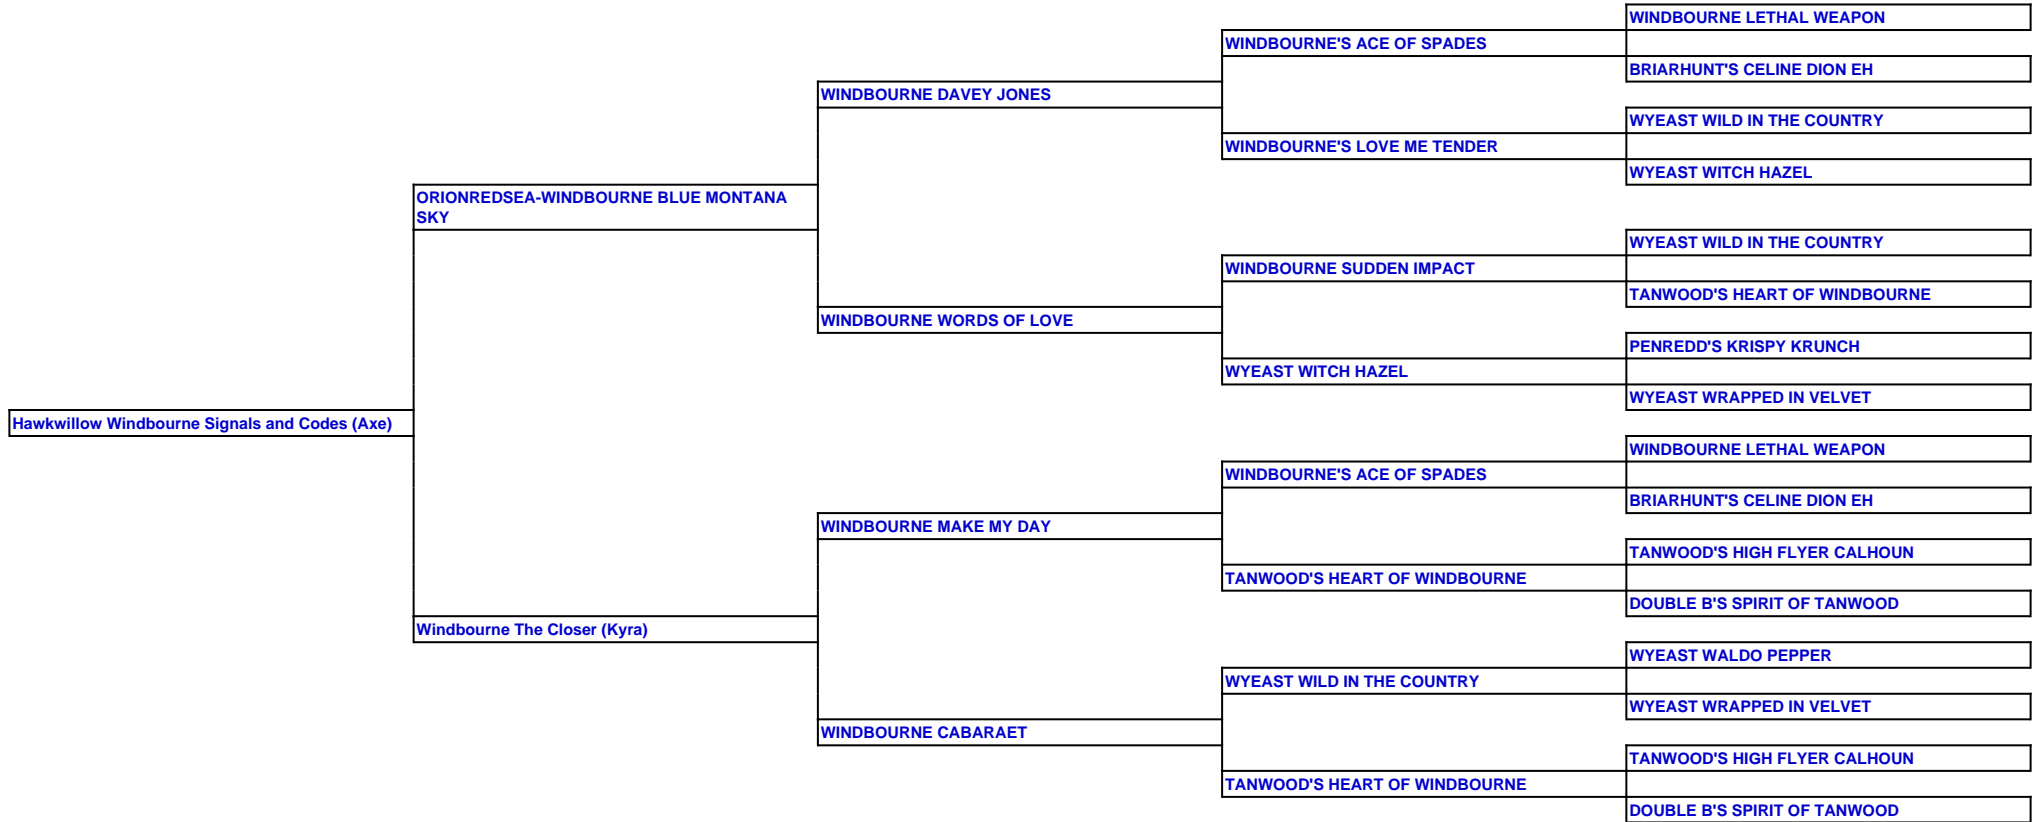 WINDBOURNE LETHAL WEAPON
WINDBOURNE'S ACE OF SPADES
BRIARHUNT'S CELINE DION EH
WINDBOURNE DAVEY JONES
WYEAST WILD IN THE COUNTRY
WINDBOURNE'S LOVE ME TENDER
WYEAST WITCH HAZEL
ORIONREDSEA-WINDBOURNE BLUE MONTANA
SKY
WYEAST WILD IN THE COUNTRY
WINDBOURNE SUDDEN IMPACT
TANWOOD'S HEART OF WINDBOURNE
WINDBOURNE WORDS OF LOVE
PENREDD'S KRISPY KRUNCH
WYEAST WITCH HAZEL
WYEAST WRAPPED IN VELVET
Hawkwillow Windbourne Signals and Codes (Axe)
WINDBOURNE LETHAL WEAPON
WINDBOURNE'S ACE OF SPADES
BRIARHUNT'S CELINE DION EH
WINDBOURNE MAKE MY DAY
TANWOOD'S HIGH FLYER CALHOUN
TANWOOD'S HEART OF WINDBOURNE
DOUBLE B'S SPIRIT OF TANWOOD
Windbourne The Closer (Kyra)
WYEAST WALDO PEPPER
WYEAST WILD IN THE COUNTRY
WYEAST WRAPPED IN VELVET
WINDBOURNE CABARAET
TANWOOD'S HIGH FLYER CALHOUN
TANWOOD'S HEART OF WINDBOURNE
DOUBLE B'S SPIRIT OF TANWOOD